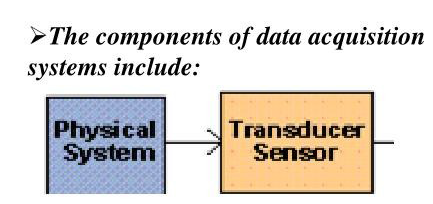 ➢The components of data acquisition
systems include:
Physical
System
Transducer
Sensor